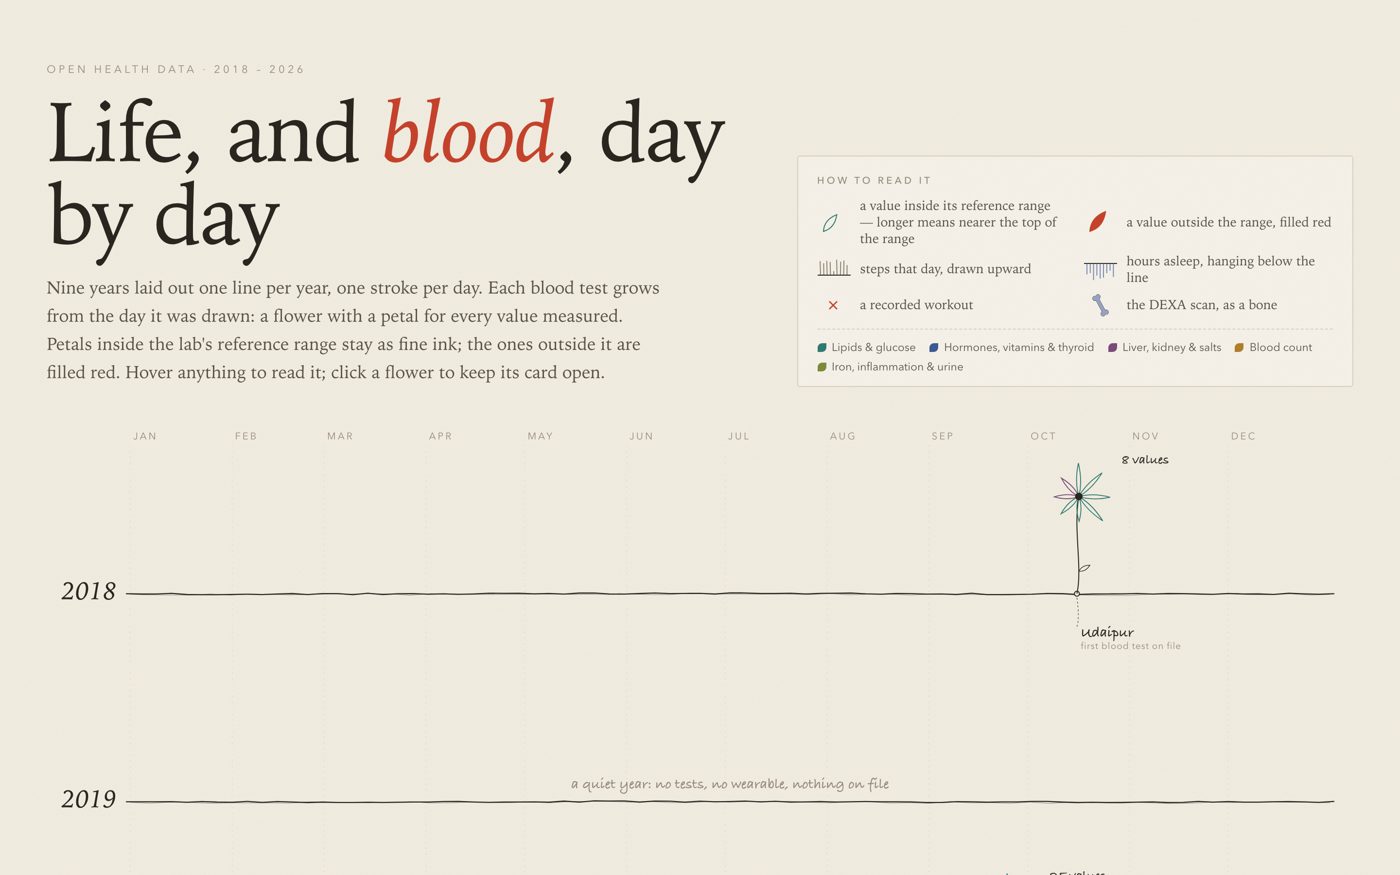 OPEN HEALTH DATA · 2018 – 2026
Life, and blood, day
by day
Nine years laid out one line per year, one stroke per day. Each blood test grows
from the day it was drawn: a flower with a petal for every value measured.
Petals inside the lab's reference range stay as fine ink; the ones outside it are
filled red. Hover anything to read it; click a flower to keep its card open.
HOW TO READ IT
a value inside its reference range
— longer means nearer the top of
the range
a value outside the range, filled red
steps that day, drawn upward
hours asleep, hanging below the
line
a recorded workout
the DEXA scan, as a bone
Lipids & glucose
Hormones, vitamins & thyroid
Liver, kidney & salts
Blood count
Iron, inflammation & urine
JAN FEB MAR APR MAY JUN JUL AUG SEP OCT NOV DEC
8 values
2018
Udaipur
first blood test on file
a quiet year: no tests, no wearable, nothing on file
2019